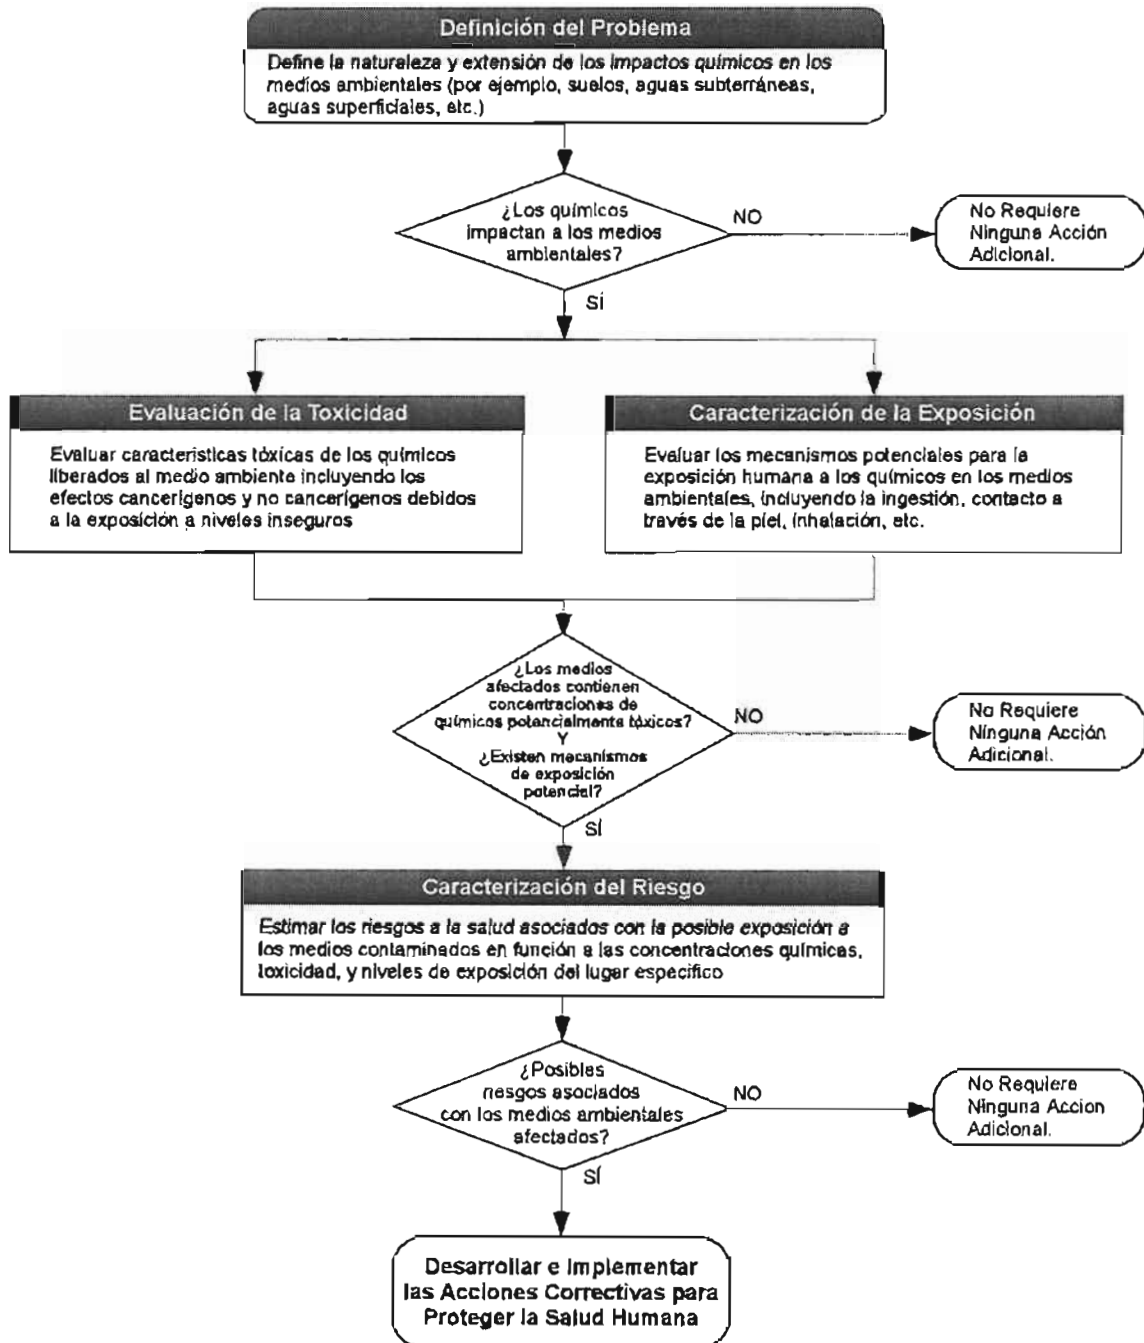 Definición del Problema
Define la naturaleza y extensión de los impactos químicos en los
medios ambientales (por ejemplo, suelos, aguas subterráneas,
aguas superficiales, etc.)
¿Los químicos
impactan a los medios
ambientales?
NO
No Requiere
Ninguna Acción
Adicional.
SÍ
Evaluación de la Toxicidad
Evaluar características tóxicas de los químicos
liberados al medio ambiente incluyendo los
efectos cancerígenos y no cancerígenos debidos
a la exposición a niveles inseguros
Caracterización de la Exposición
Evaluar los mecanismos potenciales para la
exposición humana a los químicos en los medios
ambientales, incluyendo la ingestión, contacto a
través de la piel, inhalación, etc.
¿Los medios
afectados contienen
concentraciones de
químicos potencialmente tóxicos?
Y
¿Existen mecanismos
de exposición
potencial?
NO
No Requiere
Ninguna Acción
Adicional.
SÍ
Caracterización del Riesgo
Estimar los riesgos a la salud asociados con la posible exposición a
los medios contaminados en función a las concentraciones químicas,
toxicidad, y niveles de exposición del lugar específico
¿Posibles
riesgos asociados
con los medios ambientales
afectados?
NO
No Requiere
Ninguna Accion
Adicional.
SÍ
Desarrollar e Implementar
las Acciones Correctivas para
Proteger la Salud Humana